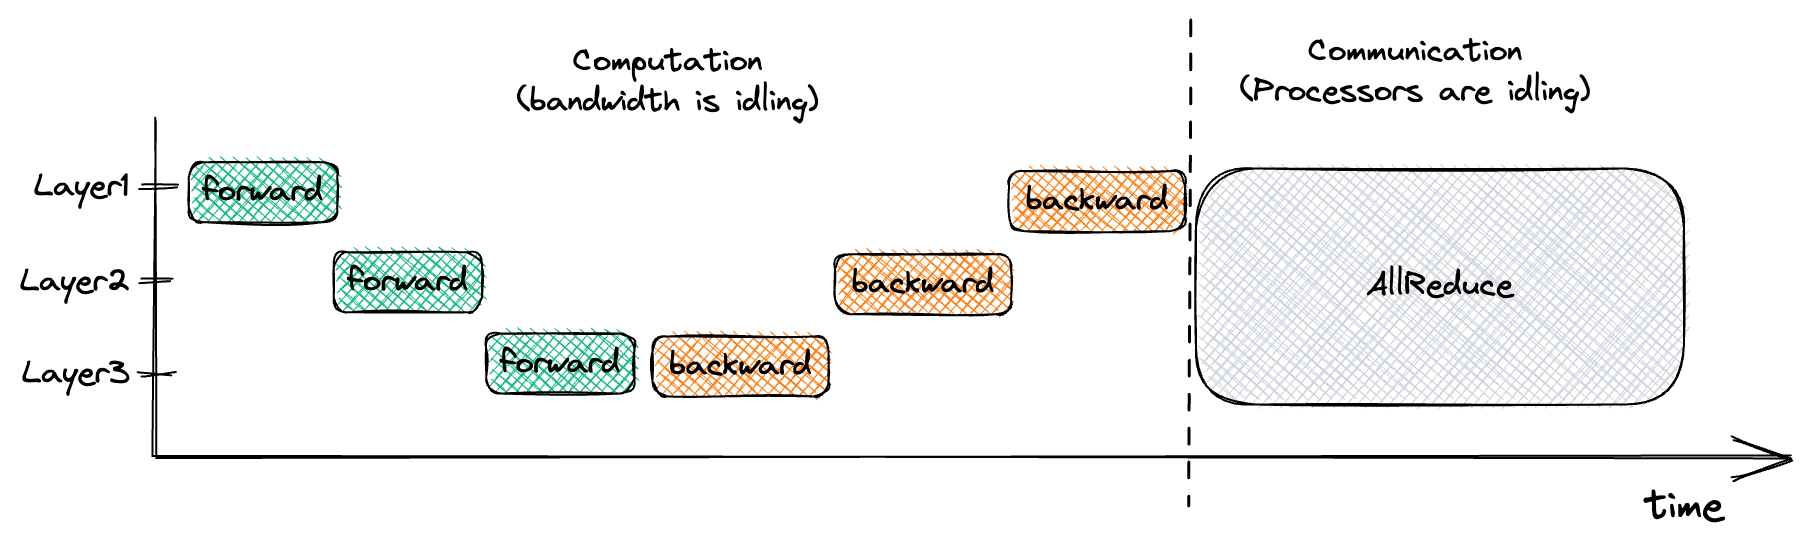 Computation
(bandwidth is idling)
Communication
(Processors are idling)
Layer1
forward
backward
Layer2
forward
backward
AllReduce
Layer3
forward
backward
time